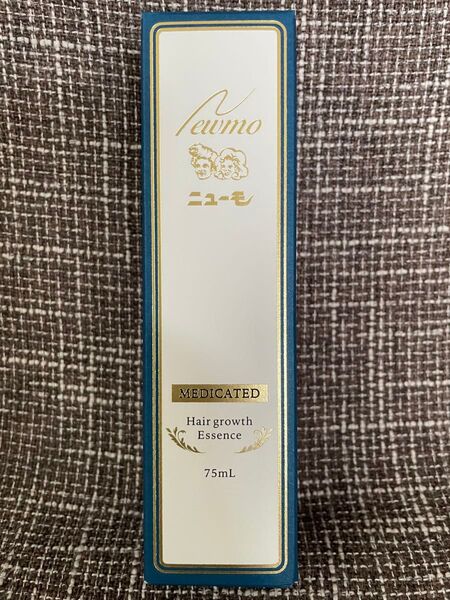 Newmo
ニューモ
MEDICATED
Hair growth
Essence
75mL